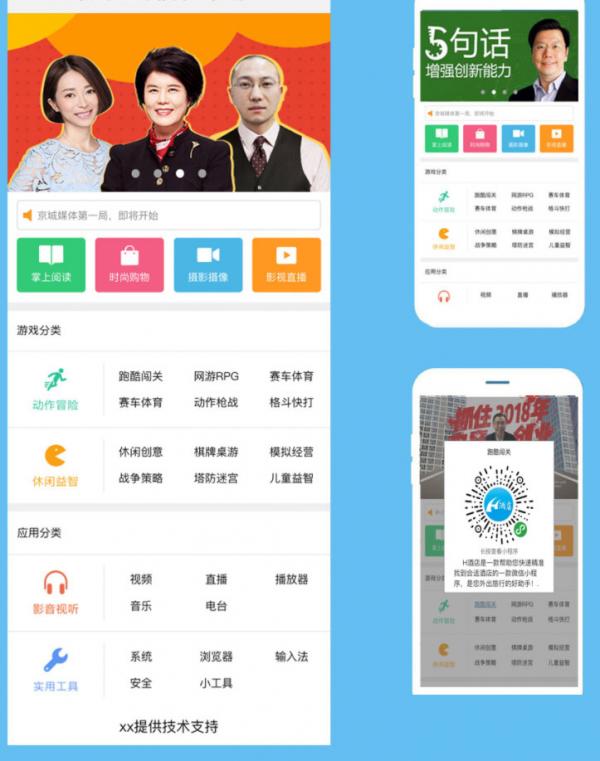 京城媒体第一局，即将开始
掌上阅读
时尚购物
摄影摄像
影视直播
游戏分类
动作冒险
跑酷闯关
网游RPG
赛车体育
赛车体育
动作枪战
格斗快打
休闲益智
休闲创意
棋牌桌游
模拟经营
战争策略
塔防迷宫
儿童益智
应用分类
影音视听
视频
直播
播放器
音乐
电台
实用工具
系统
浏览器
输入法
安全
小工具
xx提供技术支持
5句话
增强创新能力
京城媒体第一局，即将开始
掌上阅读
时尚购物
摄影摄像
影视直播
游戏分类
动作冒险
跑酷闯关
网游RPG
赛车体育
赛车体育
动作枪战
格斗快打
休闲益智
休闲创意
棋牌桌游
模拟经营
战争策略
塔防迷宫
儿童益智
应用分类
视频
直播
播放器
抓住2018年
跑酷闯关
H酒店
长按查看小程序
H酒店是一款帮助您快速精准
找到合适酒店的一款微信小程
序，是您外出旅行的好助手！.
动作冒险
跑酷闯关
网游RPG
赛车体育
赛车体育
动作枪战
格斗快打
休闲益智
休闲创意
棋牌桌游
模拟经营
战争策略
塔防迷宫
儿童益智